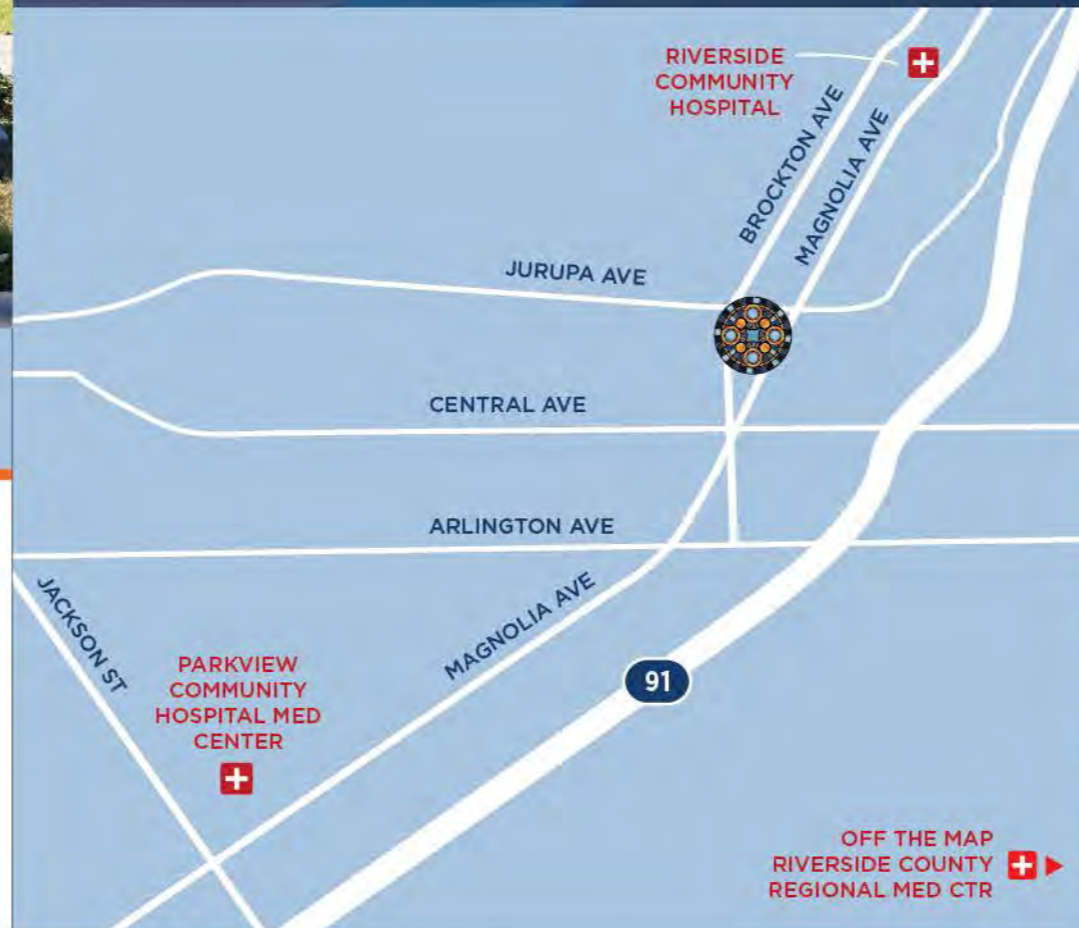 RIVERSIDE
COMMUNITY
HOSPITAL
BROCKTON AVE
MAGNOLIA AVE
JURUPA AVE
CENTRAL AVE
ARLINGTON AVE
JACKSON ST
MAGNOLIA AVE
PARKVIEW
COMMUNITY
HOSPITAL MED
CENTER
91
OFF THE MAP
RIVERSIDE COUNTY
REGIONAL MED CTR